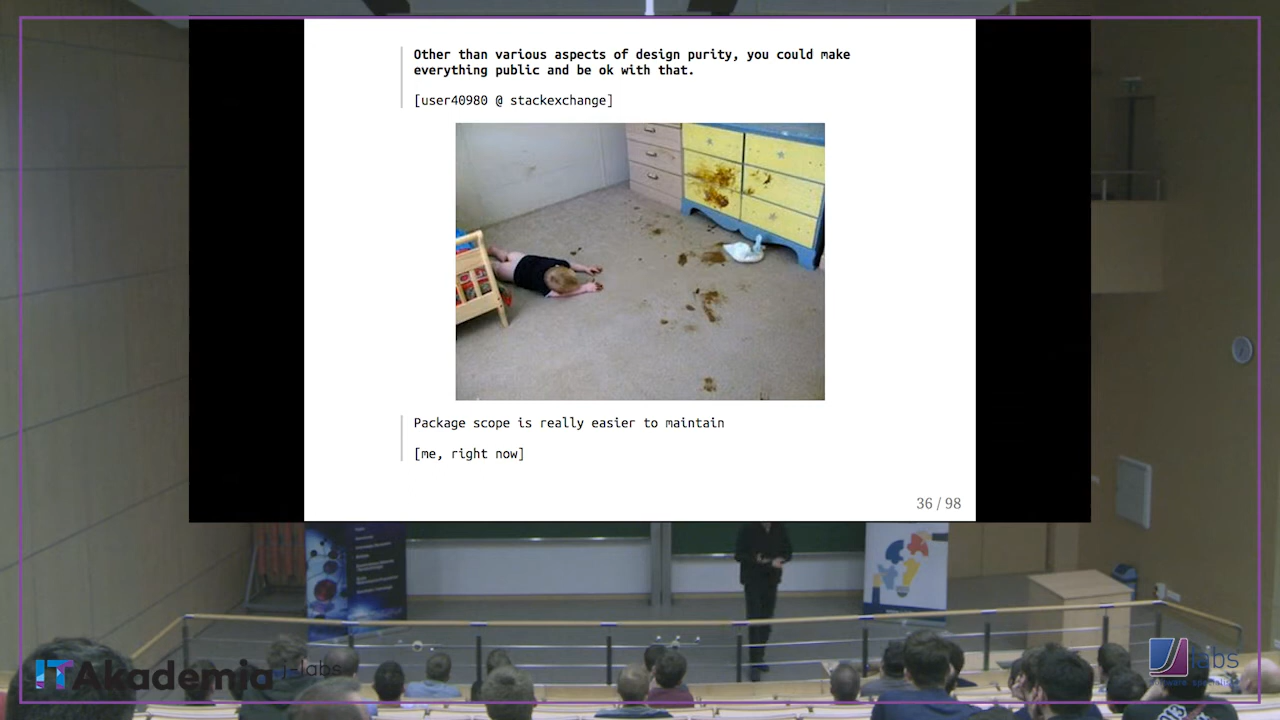 Other than various aspects of design purity, you could make
everything public and be ok with that.
[user40980 @ stackexchange]
Package scope is really easier to maintain
[me, right now]
36 / 98
ITAkademia j-labs
labs